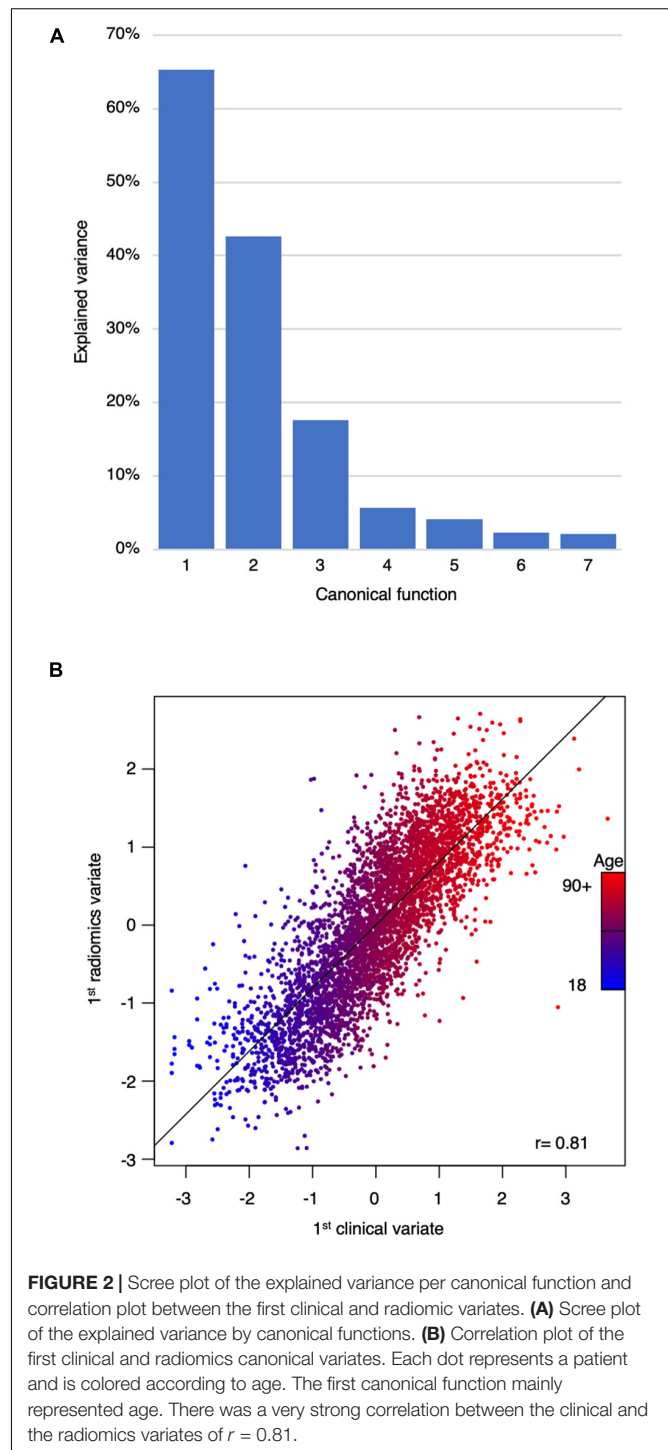 A
70%
60%
50%
40%
30%
20%
10%
0%
Explained variance
1 2 3 4 5 6 7
Canonical function
B
2
1
0
-1
-2
-3
1st radiomics variate
Age
90+
18
r= 0.81
-3 -2 -1 0 1 2 3
1st clinical variate
FIGURE 2 | Scree plot of the explained variance per canonical function and
correlation plot between the first clinical and radiomic variates. (A) Scree plot
of the explained variance by canonical functions. (B) Correlation plot of the
first clinical and radiomics canonical variates. Each dot represents a patient
and is colored according to age. The first canonical function mainly
represented age. There was a very strong correlation between the clinical and
the radiomics variates of r = 0.81.